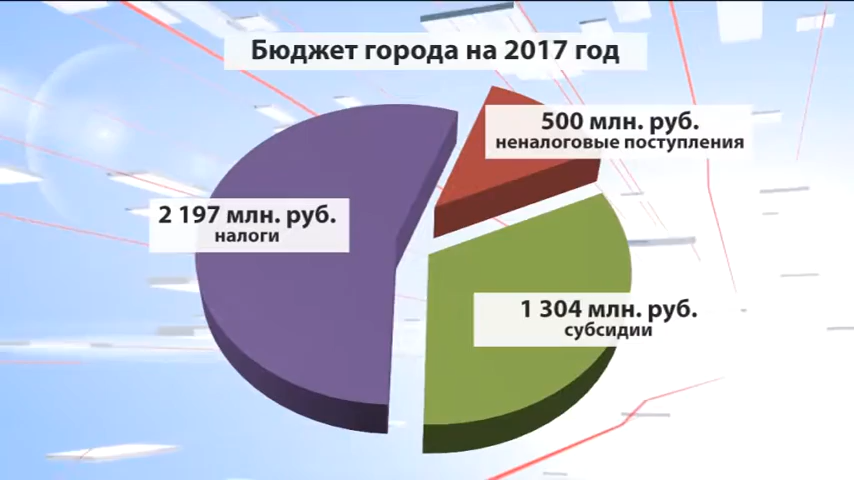 Бюджет города на 2017 год
500 млн. руб.
неналоговые поступления
2 197 млн. руб.
налоги
1 304 млн. руб.
субсидии